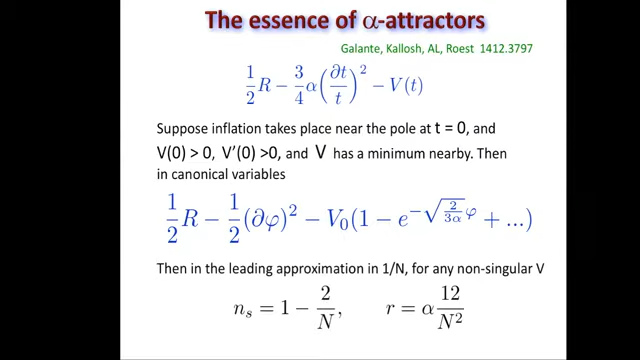 The essence of α-attractors
Galante, Kallosh, AL, Roest 1412.3797
1/2 R − 3/4 α (∂t/t)² − V(t)
Suppose inflation takes place near the pole at t = 0, and
V(0) > 0, V′(0) >0, and V has a minimum nearby. Then
in canonical variables
1/2 R − 1/2 (∂φ)² − V₀(1 − e^{−√(2/3α) φ} + ...)
Then in the leading approximation in 1/N, for any non-singular V
nₛ = 1 − 2/N, r = α 12/N²